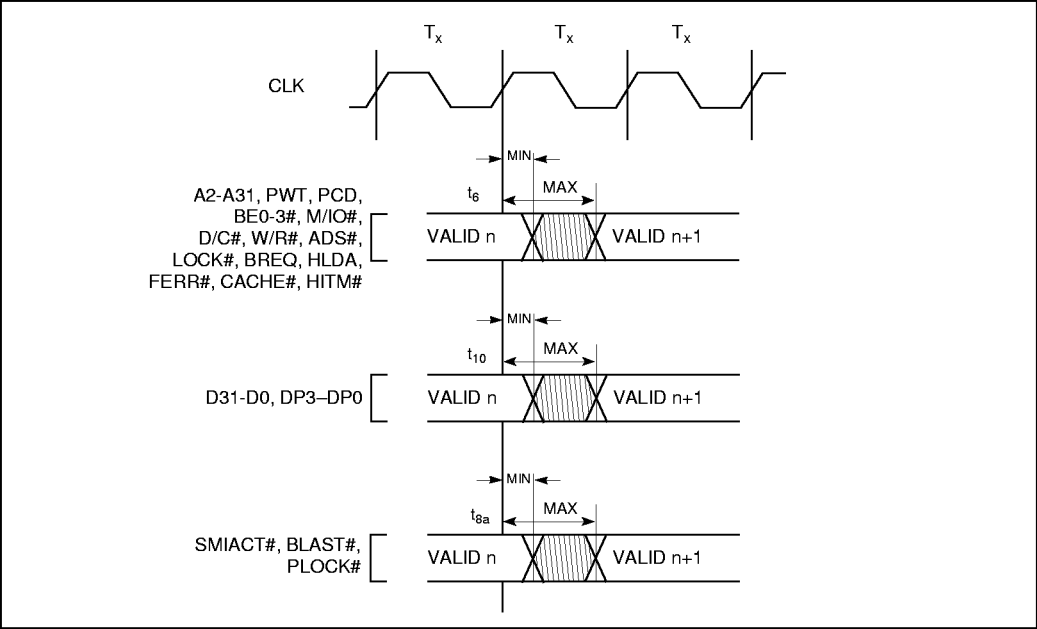 Tx Tx Tx
CLK
MIN
t6 MAX
A2-A31, PWT, PCD,
BE0-3#, M/IO#,
D/C#, W/R#, ADS#,
LOCK#, BREQ, HLDA,
FERR#, CACHE#, HITM#
VALID n VALID n+1
MIN
t10 MAX
D31-D0, DP3–DP0
VALID n VALID n+1
MIN
t8a MAX
SMIACT#, BLAST#,
PLOCK#
VALID n VALID n+1